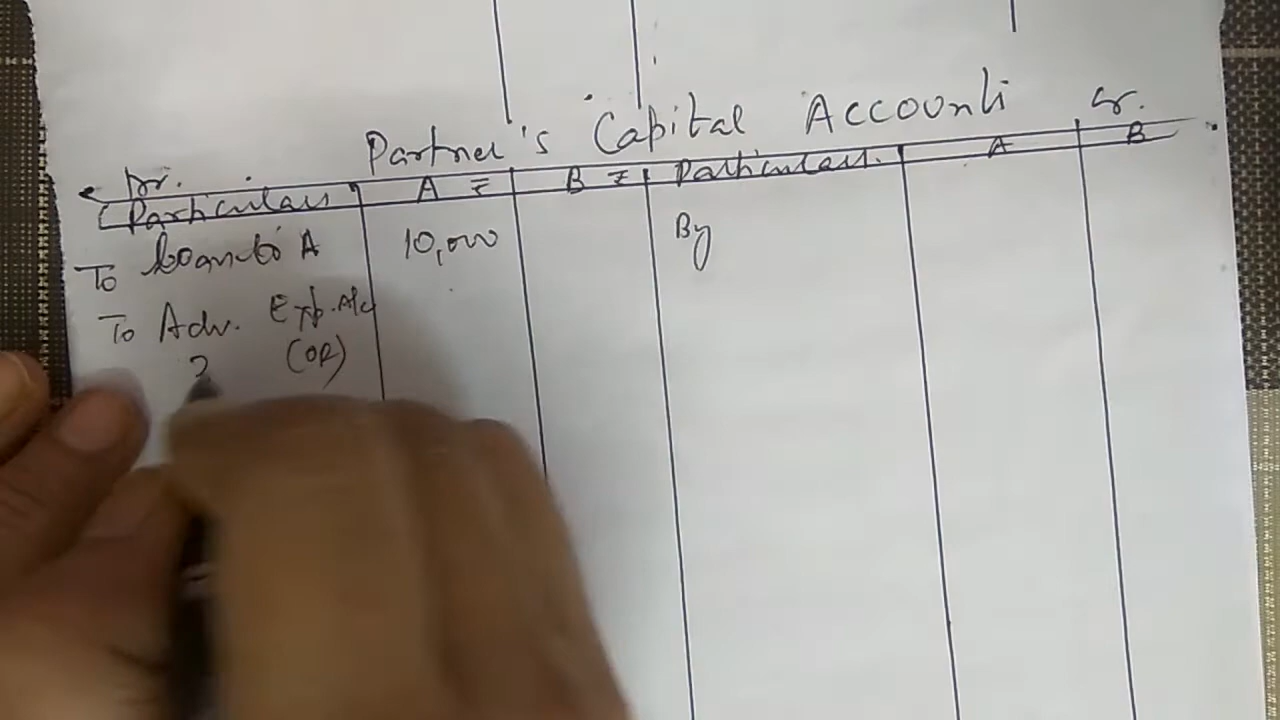 Partner's Capital Account
Dr. Cr.
Particulars A ₹ B ₹ Particulars. A B
To Loan to A 10,000 By
To Adv. Exp. A/c
(OR)